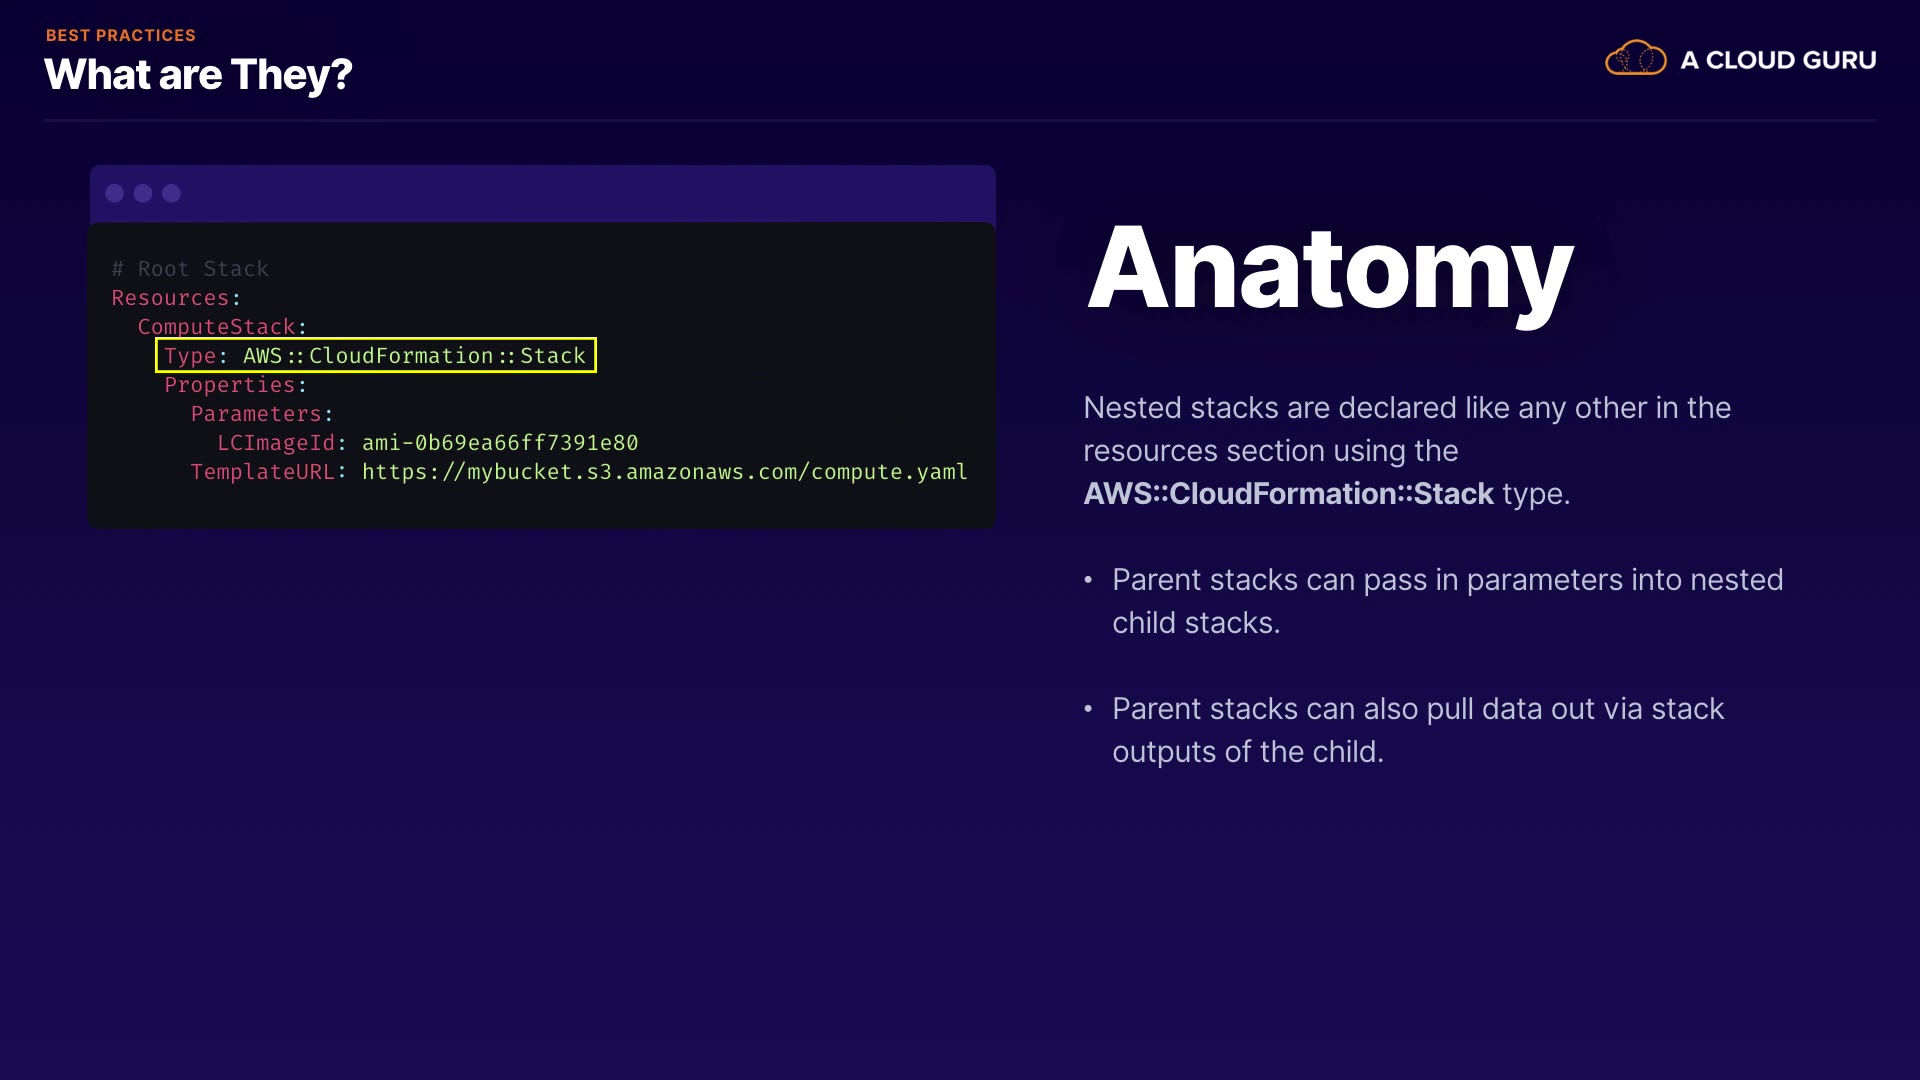 BEST PRACTICES
What are They?
A CLOUD GURU
# Root Stack
Resources:
  ComputeStack:
    Type: AWS::CloudFormation::Stack
    Properties:
      Parameters:
        LCImageId: ami-0b69ea66ff7391e80
      TemplateURL: https://mybucket.s3.amazonaws.com/compute.yaml
Anatomy
Nested stacks are declared like any other in the
resources section using the
AWS::CloudFormation::Stack type.
• Parent stacks can pass in parameters into nested
child stacks.
• Parent stacks can also pull data out via stack
outputs of the child.